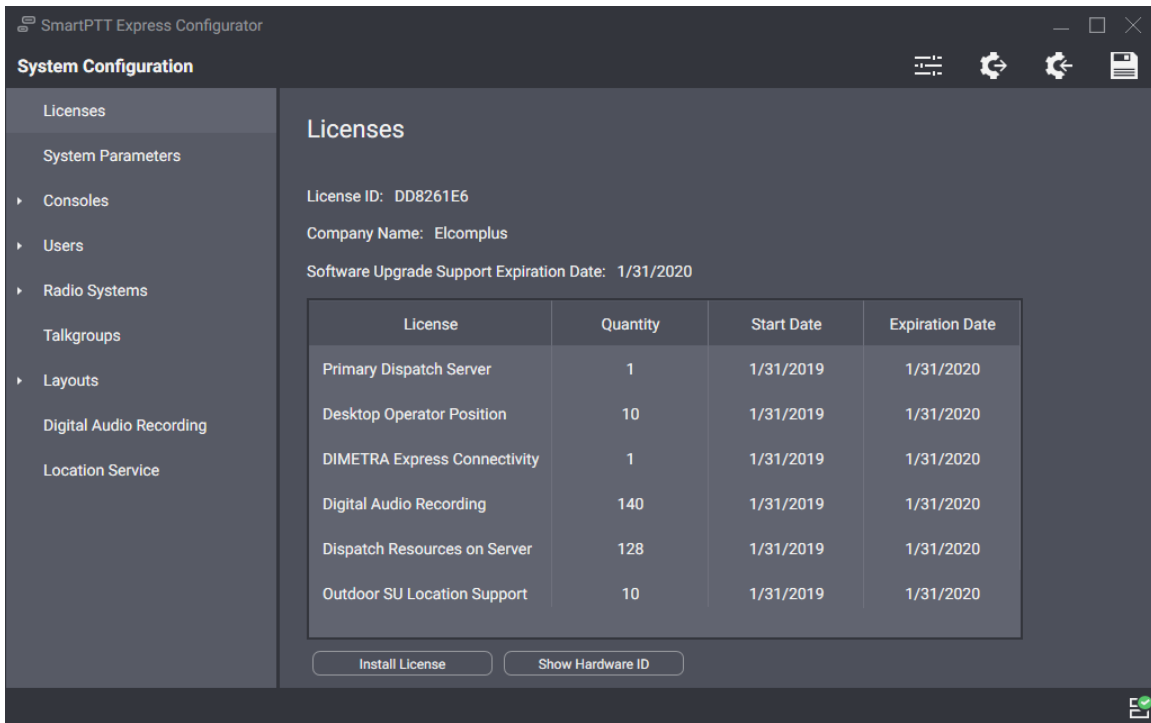 SmartPTT Express Configurator
System Configuration
Licenses
System Parameters
Consoles
Users
Radio Systems
Talkgroups
Layouts
Digital Audio Recording
Location Service
Licenses
License ID: DD8261E6
Company Name: Elcomplus
Software Upgrade Support Expiration Date: 1/31/2020
License Quantity Start Date Expiration Date
Primary Dispatch Server 1 1/31/2019 1/31/2020
Desktop Operator Position 10 1/31/2019 1/31/2020
DIMETRA Express Connectivity 1 1/31/2019 1/31/2020
Digital Audio Recording 140 1/31/2019 1/31/2020
Dispatch Resources on Server 128 1/31/2019 1/31/2020
Outdoor SU Location Support 10 1/31/2019 1/31/2020
Install License Show Hardware ID